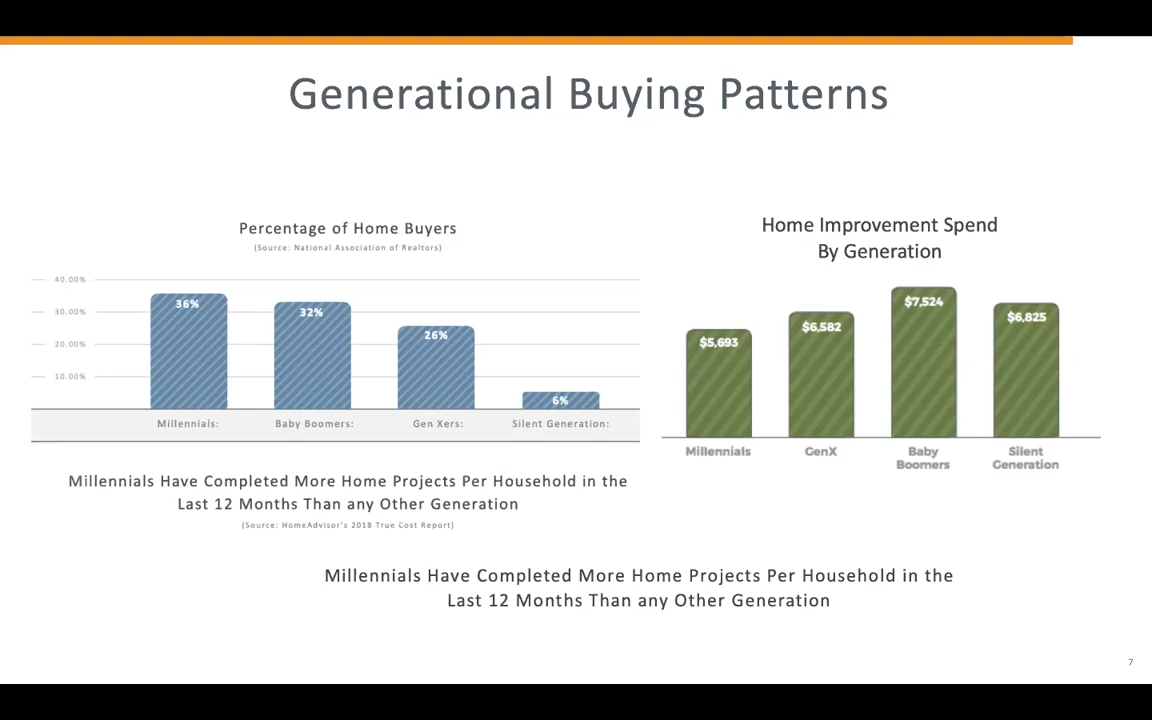 Generational Buying Patterns
Percentage of Home Buyers
(Source: National Association of Realtors)
40.00%
30.00%
20.00%
10.00%
36%
32%
26%
6%
Millennials:
Baby Boomers:
Gen Xers:
Silent Generation:
Millennials Have Completed More Home Projects Per Household in the
Last 12 Months Than any Other Generation
(Source: HomeAdvisor's 2018 True Cost Report)
Home Improvement Spend
By Generation
$5,693
$6,582
$7,524
$6,825
Millennials
GenX
Baby
Boomers
Silent
Generation
Millennials Have Completed More Home Projects Per Household in the
Last 12 Months Than any Other Generation
7